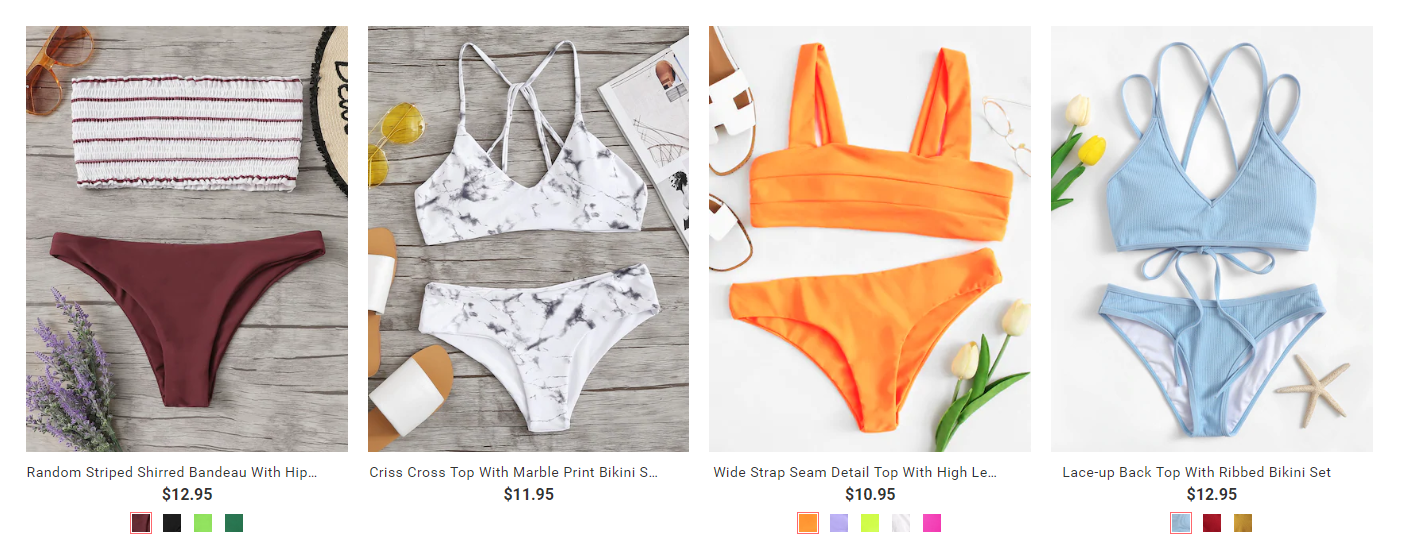 Random Striped Shirred Bandeau With Hip...
$12.95
Criss Cross Top With Marble Print Bikini S...
$11.95
Wide Strap Seam Detail Top With High Le...
$10.95
Lace-up Back Top With Ribbed Bikini Set
$12.95